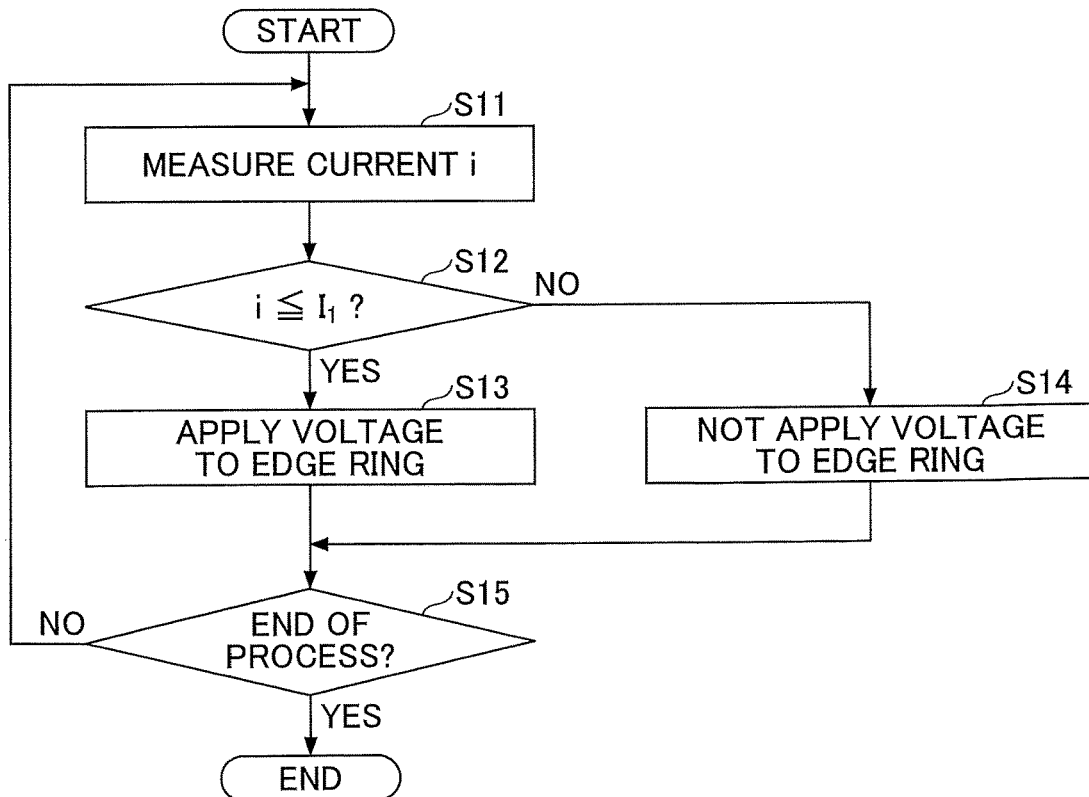 START
S11
MEASURE CURRENT i
S12
i ≦ I₁ ?
NO
YES
S13
APPLY VOLTAGE
TO EDGE RING
S14
NOT APPLY VOLTAGE
TO EDGE RING
S15
END OF
PROCESS?
NO
YES
END